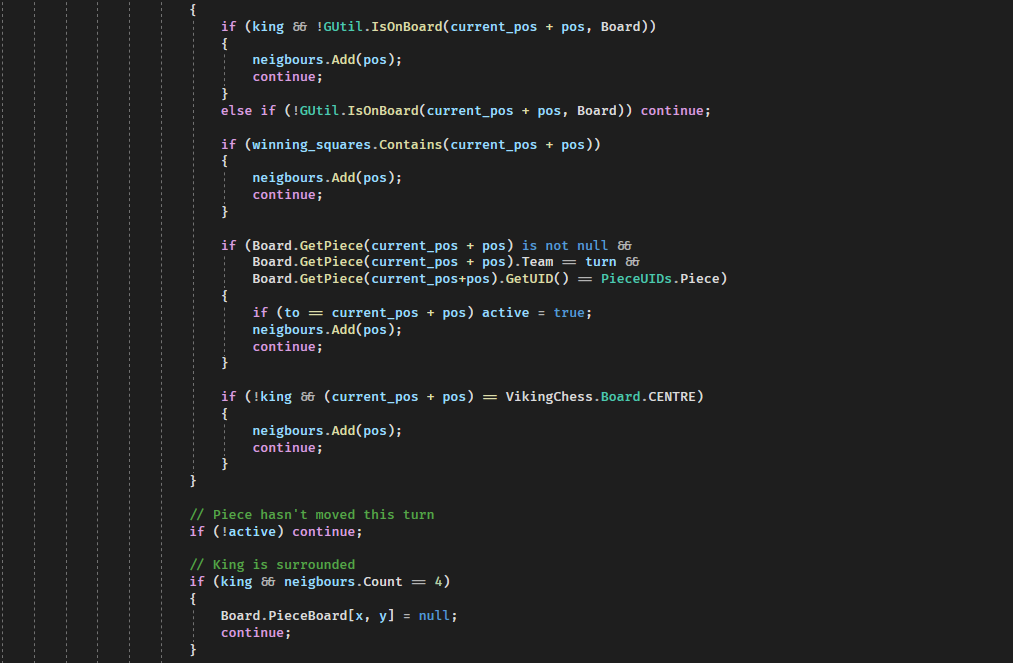 {
if (king && !GUtil.IsOnBoard(current_pos + pos, Board))
{
neigbours.Add(pos);
continue;
}
else if (!GUtil.IsOnBoard(current_pos + pos, Board)) continue;
if (winning_squares.Contains(current_pos + pos))
{
neigbours.Add(pos);
continue;
}
if (Board.GetPiece(current_pos + pos) is not null &&
Board.GetPiece(current_pos + pos).Team == turn &&
Board.GetPiece(current_pos+pos).GetUID() == PieceUIDs.Piece)
{
if (to == current_pos + pos) active = true;
neigbours.Add(pos);
continue;
}
if (!king && (current_pos + pos) == VikingChess.Board.CENTRE)
{
neigbours.Add(pos);
continue;
}
}
// Piece hasn't moved this turn
if (!active) continue;
// King is surrounded
if (king && neigbours.Count == 4)
{
Board.PieceBoard[x, y] = null;
continue;
}